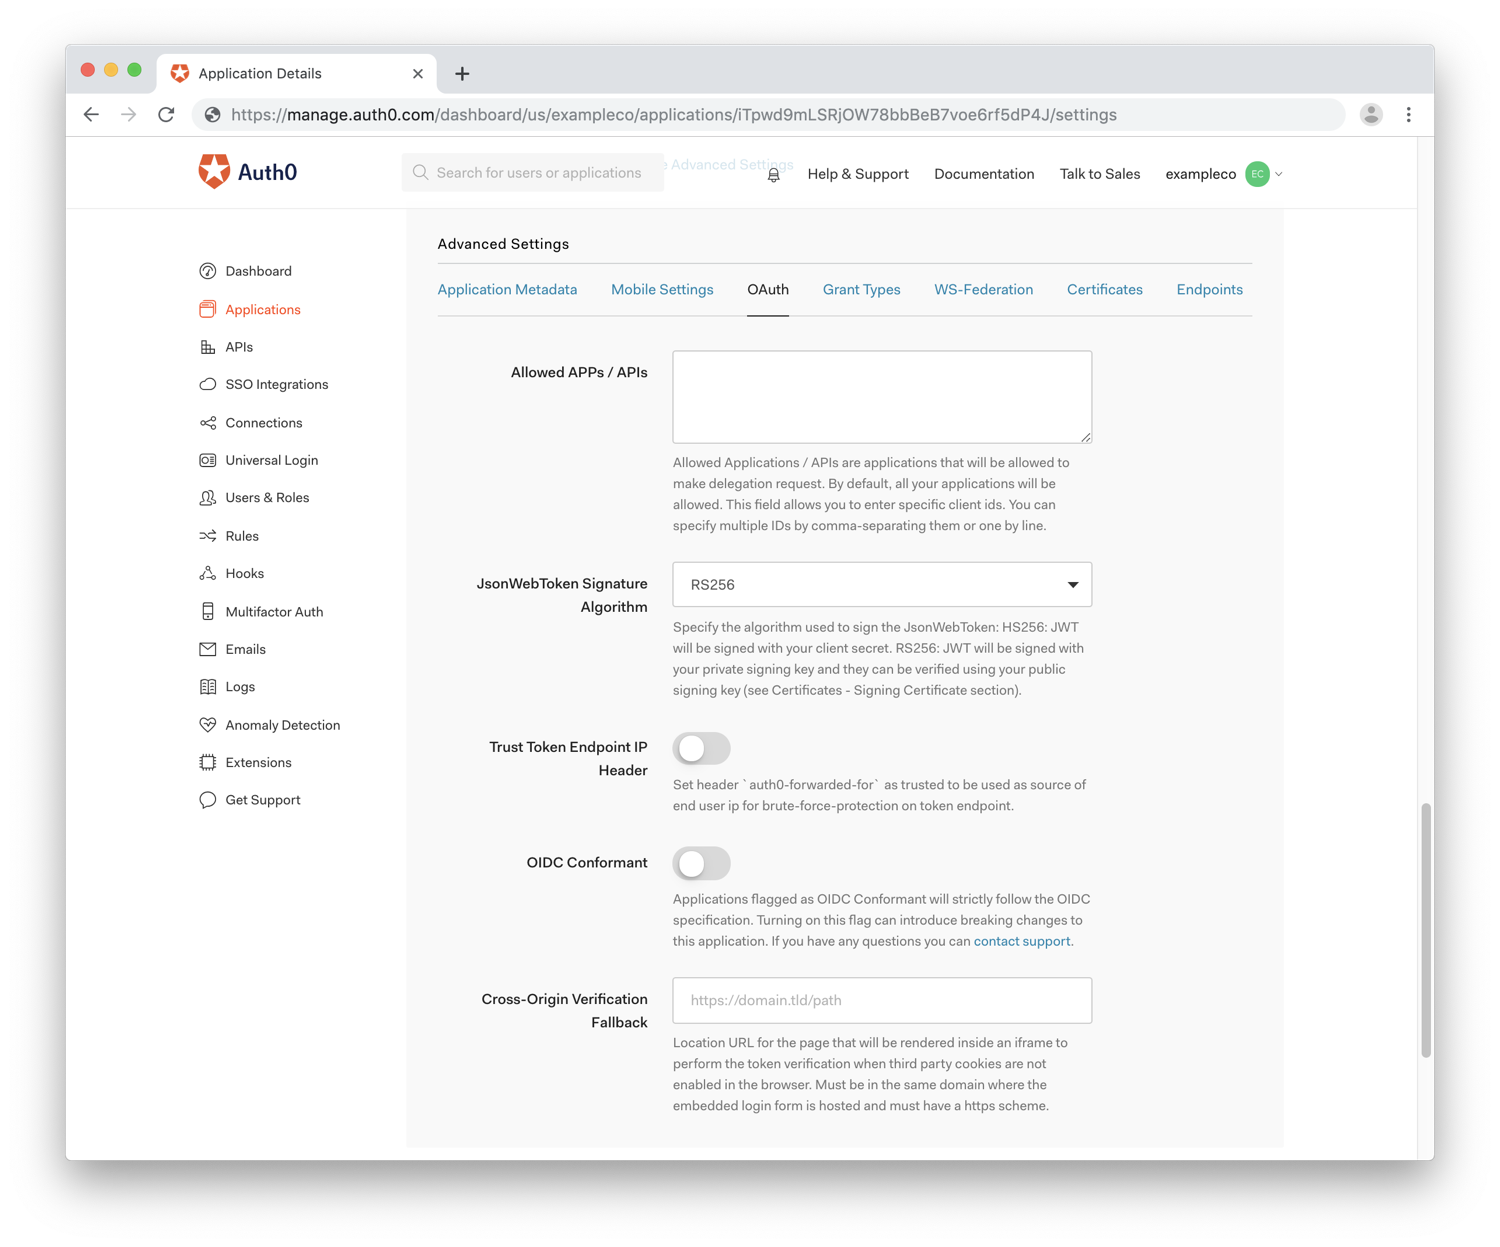 Application Details
https://manage.auth0.com/dashboard/us/exampleco/applications/iTpwd9mLSRjOW78bbBeB7voe6rf5dP4J/settings
Auth0
Search for users or applications
Advanced Settings
Help & Support
Documentation
Talk to Sales
exampleco
EC
Dashboard
Applications
APIs
SSO Integrations
Connections
Universal Login
Users & Roles
Rules
Hooks
Multifactor Auth
Emails
Logs
Anomaly Detection
Extensions
Get Support
Advanced Settings
Application Metadata
Mobile Settings
OAuth
Grant Types
WS-Federation
Certificates
Endpoints
Allowed APPs / APIs
Allowed Applications / APIs are applications that will be allowed to
make delegation request. By default, all your applications will be
allowed. This field allows you to enter specific client ids. You can
specify multiple IDs by comma-separating them or one by line.
JsonWebToken Signature
Algorithm
RS256
Specify the algorithm used to sign the JsonWebToken: HS256: JWT
will be signed with your client secret. RS256: JWT will be signed with
your private signing key and they can be verified using your public
signing key (see Certificates - Signing Certificate section).
Trust Token Endpoint IP
Header
Set header `auth0-forwarded-for` as trusted to be used as source of
end user ip for brute-force-protection on token endpoint.
OIDC Conformant
Applications flagged as OIDC Conformant will strictly follow the OIDC
specification. Turning on this flag can introduce breaking changes to
this application. If you have any questions you can contact support.
Cross-Origin Verification
Fallback
https://domain.tld/path
Location URL for the page that will be rendered inside an iframe to
perform the token verification when third party cookies are not
enabled in the browser. Must be in the same domain where the
embedded login form is hosted and must have a https scheme.